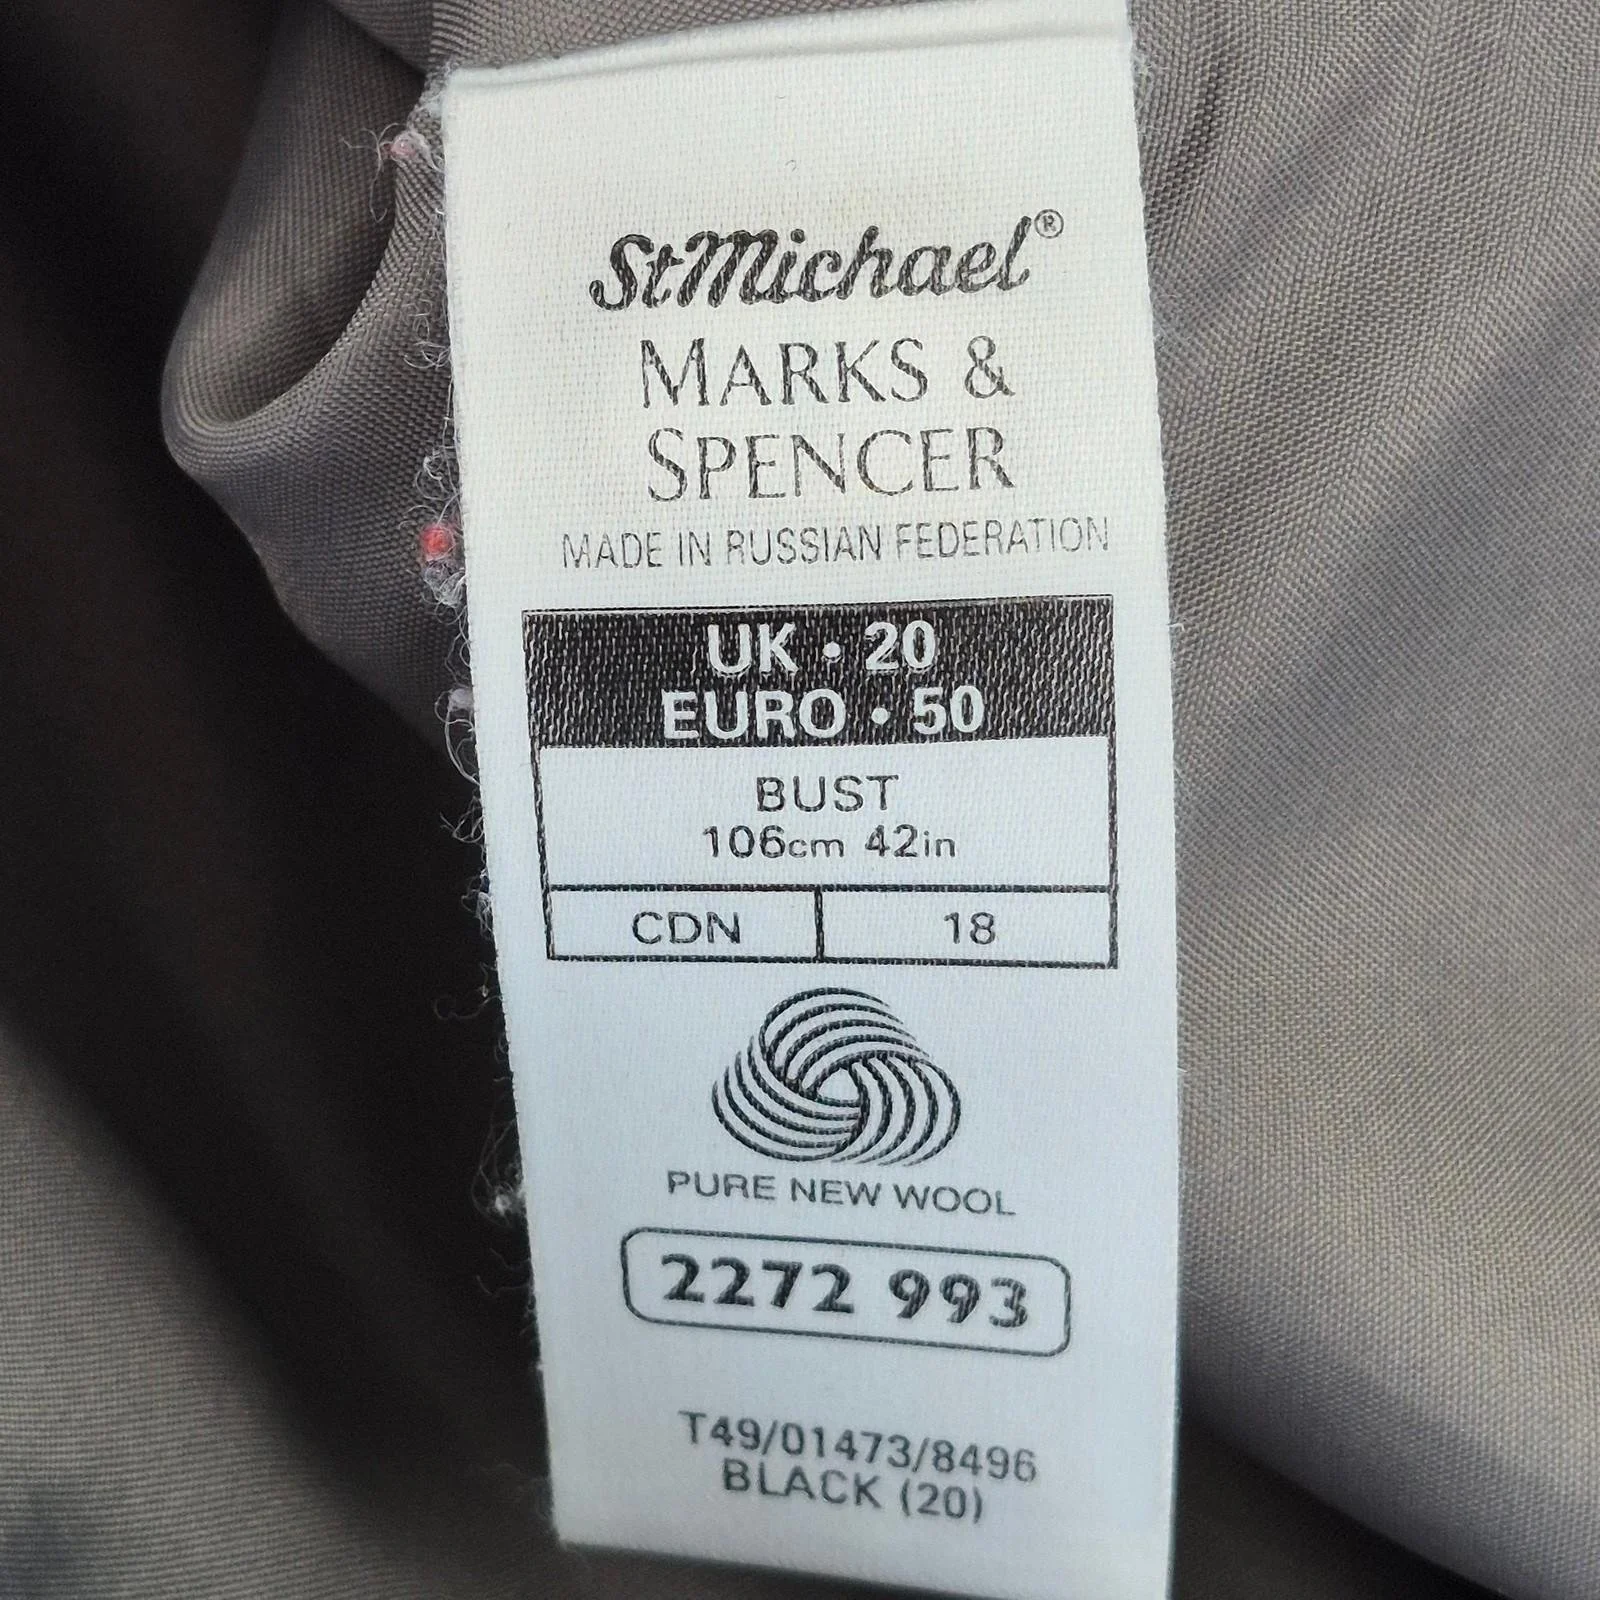 StMichael®
MARKS &
SPENCER
MADE IN RUSSIAN FEDERATION
UK • 20
EURO • 50
BUST
106cm 42in
CDN 18
PURE NEW WOOL
2272 993
T49/01473/8496
BLACK (20)